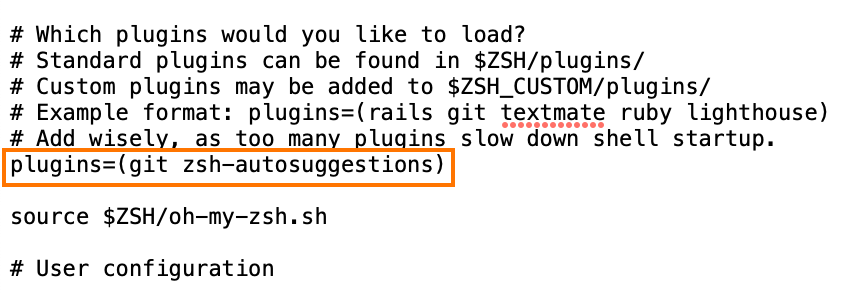 # Which plugins would you like to load?
# Standard plugins can be found in $ZSH/plugins/
# Custom plugins may be added to $ZSH_CUSTOM/plugins/
# Example format: plugins=(rails git textmate ruby lighthouse)
# Add wisely, as too many plugins slow down shell startup.
plugins=(git zsh-autosuggestions)
source $ZSH/oh-my-zsh.sh
# User configuration